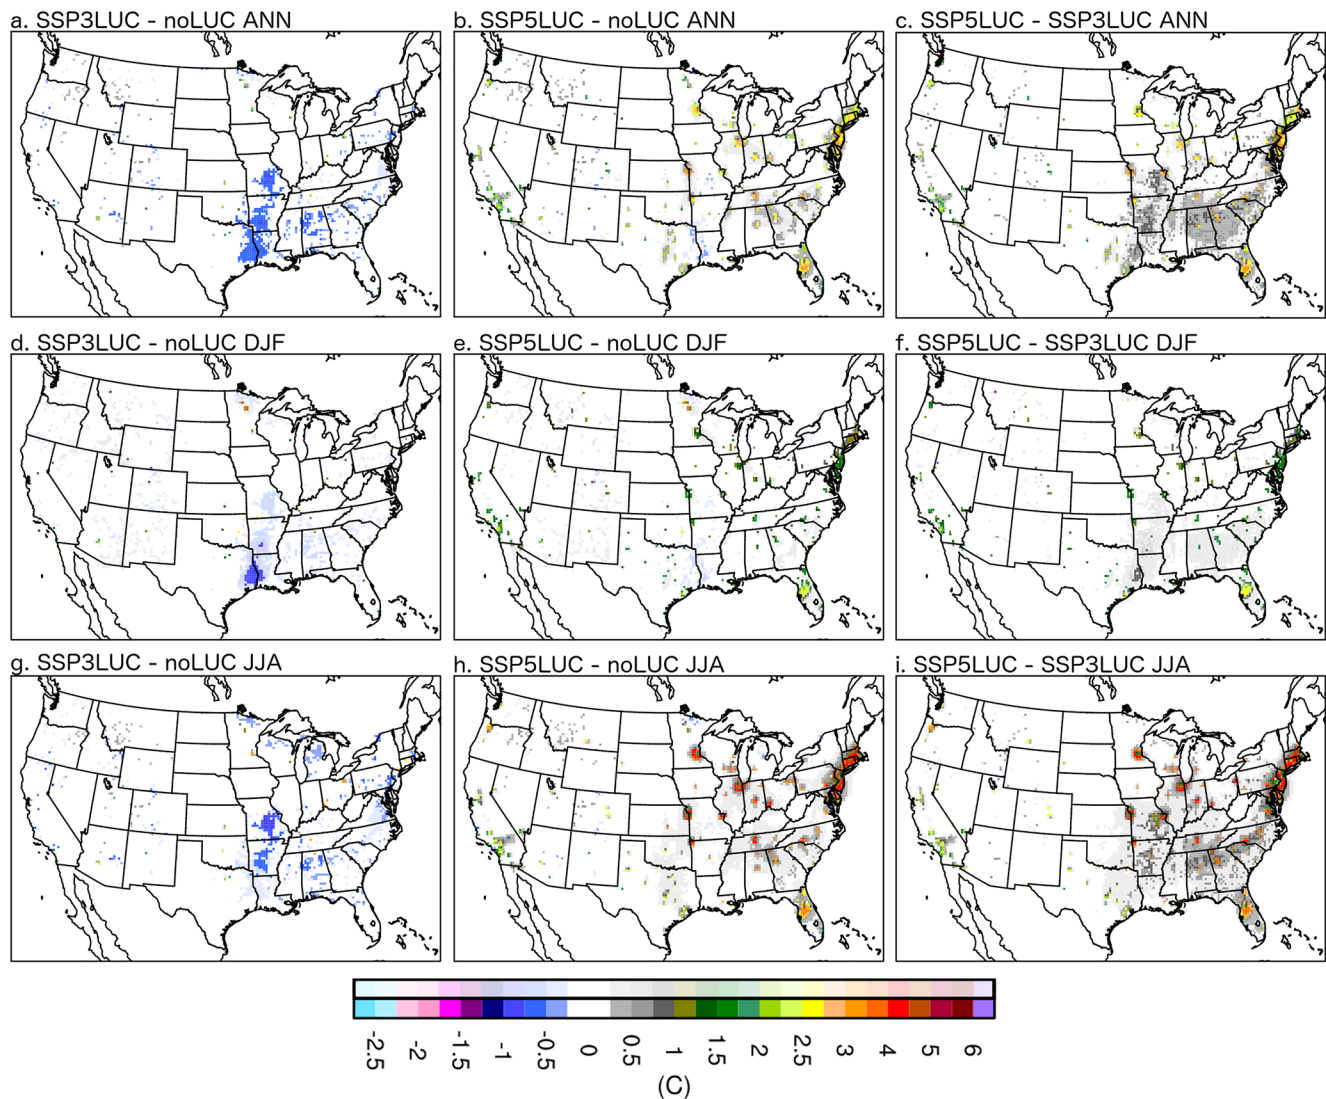 a. SSP3LUC - noLUC ANN
b. SSP5LUC - noLUC ANN
c. SSP5LUC - SSP3LUC ANN
d. SSP3LUC - noLUC DJF
e. SSP5LUC - noLUC DJF
f. SSP5LUC - SSP3LUC DJF
g. SSP3LUC - noLUC JJA
h. SSP5LUC - noLUC JJA
i. SSP5LUC - SSP3LUC JJA
-2.5 -2 -1.5 -1 -0.5 0 0.5 1 1.5 2 2.5 3 4 5 6
(C)